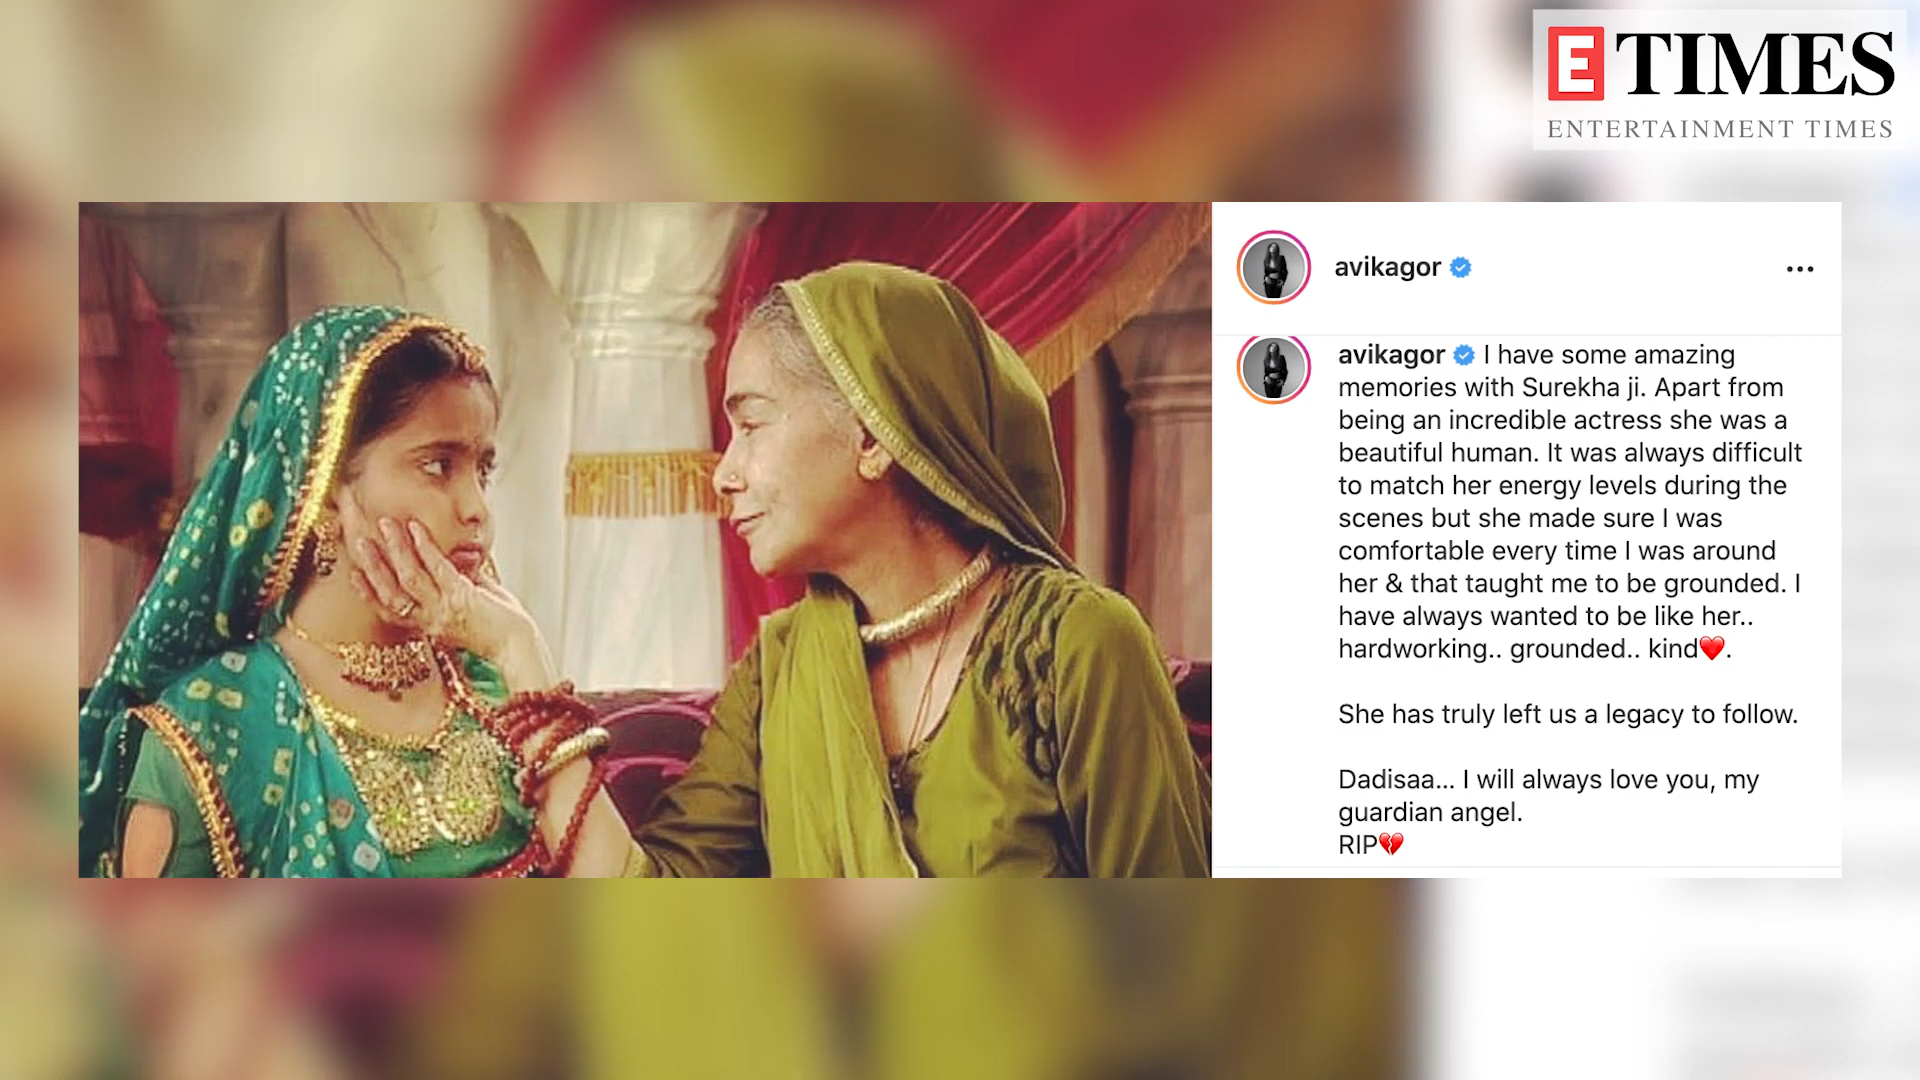 E TIMES
ENTERTAINMENT TIMES
avikagor
avikagor I have some amazing
memories with Surekha ji. Apart from
being an incredible actress she was a
beautiful human. It was always difficult
to match her energy levels during the
scenes but she made sure I was
comfortable every time I was around
her & that taught me to be grounded. I
have always wanted to be like her..
hardworking.. grounded.. kind❤️.
She has truly left us a legacy to follow.
Dadisaa... I will always love you, my
guardian angel.
RIP💔